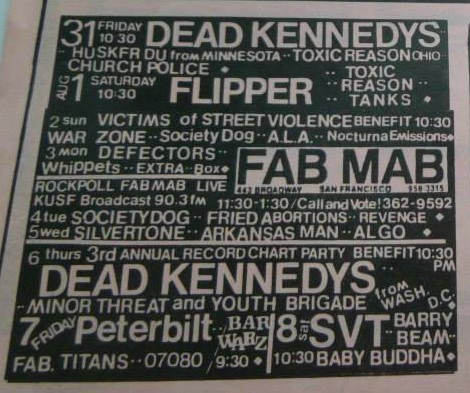 31 FRIDAY 10 30 DEAD KENNEDYS
HUSKER DU from MINNESOTA ·· TOXIC REASON OHIO
CHURCH POLICE
AUG 1 SATURDAY 10:30 FLIPPER ·· TOXIC REASON ·· TANKS
2 sun VICTIMS of STREET VIOLENCE BENEFIT 10:30
WAR ZONE ·· Society Dog ·· A.L.A. ·· Nocturna Emissions
3 mon DEFECTORS ··
Whippets ·· EXTRA ·· Box
FAB MAB
443 BROADWAY SAN FRANCISCO 956-3315
ROCKPOLL FABMAB LIVE
KUSF Broadcast 90.3 fm 11:30-1:30/Call and Vote! 362-9592
4 tue SOCIETYDOG ·· FRIED ABORTIONS ·· REVENGE
5 wed SILVERTONE ·· ARKANSAS MAN ·· ALGO
6 thurs 3rd ANNUAL RECORD CHART PARTY BENEFIT 10:30 PM
DEAD KENNEDYS
MINOR THREAT and YOUTH BRIGADE from WASH. D.C.
7 FRIDAY Peterbilt ·· BAR WARZ
FAB. TITANS ·· 07080 9:30
8 sat SVT BARRY BEAM ··
10:30 BABY BUDDHA